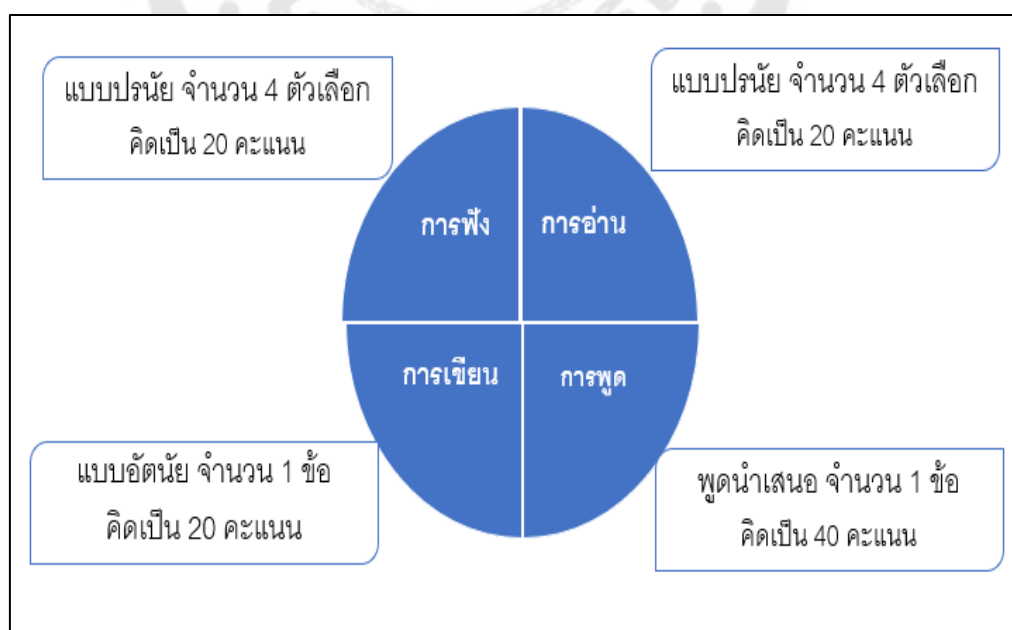 แบบปรนัย จำนวน 4 ตัวเลือก
คิดเป็น 20 คะแนน
แบบปรนัย จำนวน 4 ตัวเลือก
คิดเป็น 20 คะแนน
การฟัง
การอ่าน
การเขียน
การพูด
แบบอัตนัย จำนวน 1 ข้อ
คิดเป็น 20 คะแนน
พูดนำเสนอ จำนวน 1 ข้อ
คิดเป็น 40 คะแนน